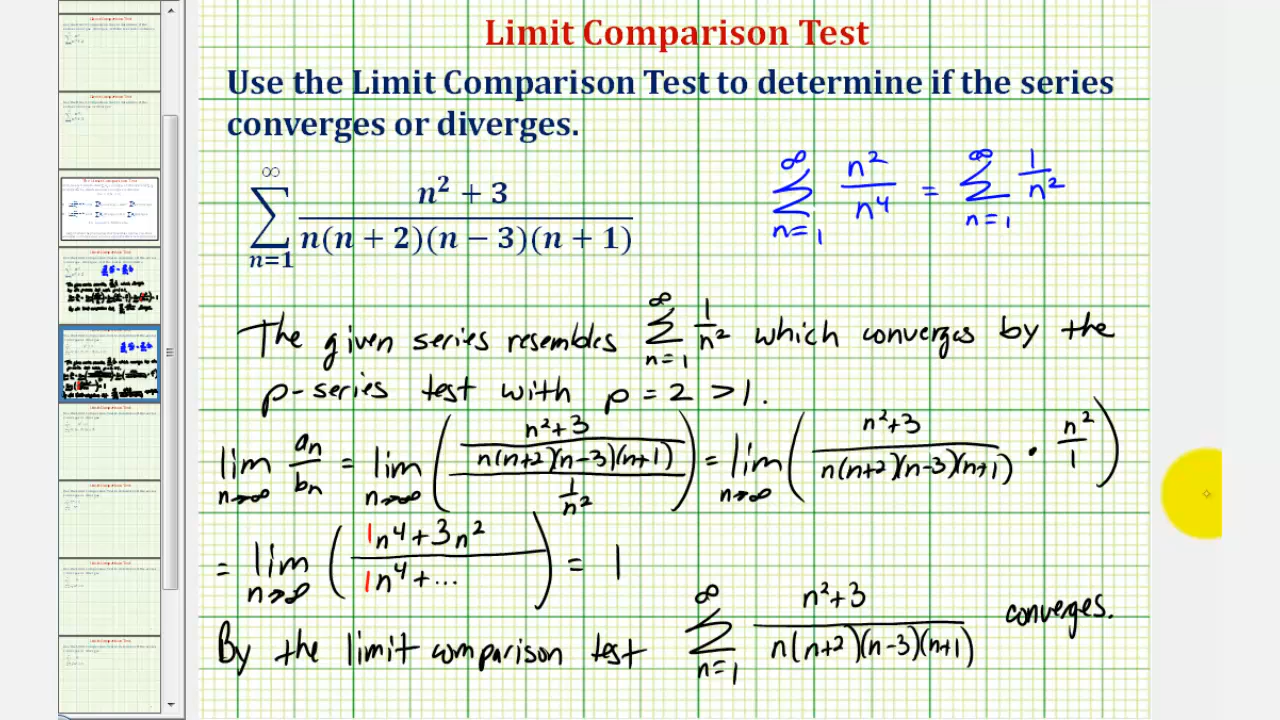 Limit Comparison Test
Use the Limit Comparison Test to determine if the series
converges or diverges.
∞
∑ (n² + 3) / (n(n + 2)(n − 3)(n + 1))
n=1
∞ ∞
∑ n²/n⁴ = ∑ 1/n²
n=1 n=1
The given series resembles ∑_{n=1}^{∞} 1/n² which converges by the
p-series test with p = 2 > 1.
lim_{n→∞} an/bn = lim_{n→∞} ( ((n²+3) / (n(n+2)(n−3)(n+1))) / (1/n²) ) = lim_{n→∞} ( (n²+3) / (n(n+2)(n−3)(n+1)) · n²/1 )
= lim_{n→∞} ( (1n⁴ + 3n²) / (1n⁴ + ...) ) = 1
By the limit comparison test ∑_{n=1}^{∞} (n²+3) / (n(n+2)(n−3)(n+1)) converges.